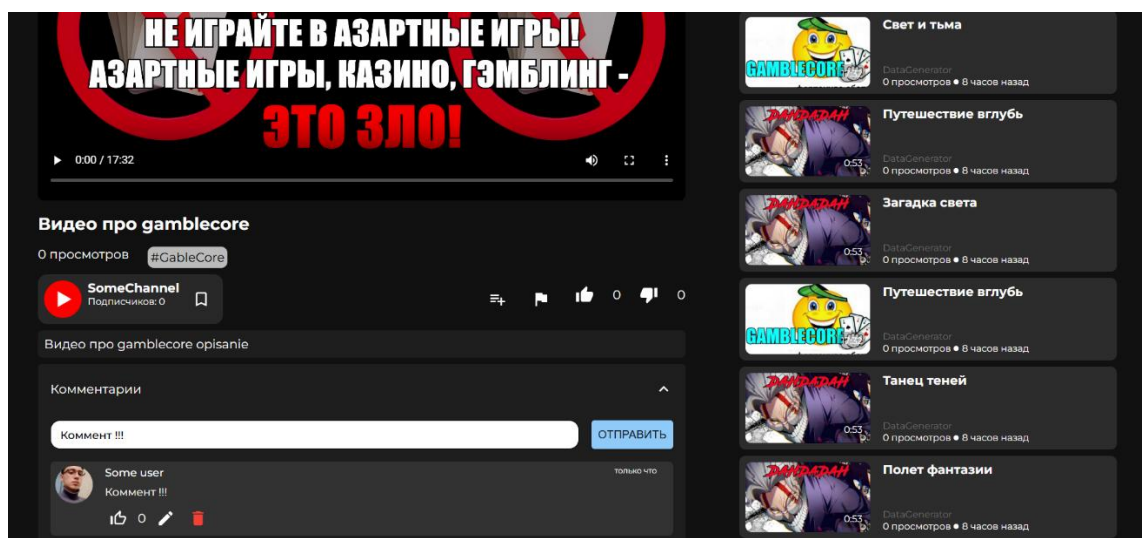 НЕ ИГРАЙТЕ В АЗАРТНЫЕ ИГРЫ!
АЗАРТНЫЕ ИГРЫ, КАЗИНО, ГЭМБЛИНГ -
ЭТО ЗЛО!
0:00 / 17:32
Видео про gamblecore
0 просмотров
#GableCore
SomeChannel
Подписчиков: 0
0
0
Видео про gamblecore opisanie
Комментарии
Коммент !!!
ОТПРАВИТЬ
Some user
только что
Коммент !!!
0
GAMBLECORE
Свет и тьма
DataGenerator
0 просмотров ● 8 часов назад
DANDADAN
0:53
Путешествие вглубь
DataGenerator
0 просмотров ● 8 часов назад
DANDADAN
0:53
Загадка света
DataGenerator
0 просмотров ● 8 часов назад
GAMBLECORE
Путешествие вглубь
DataGenerator
0 просмотров ● 8 часов назад
DANDADAN
0:53
Танец теней
DataGenerator
0 просмотров ● 8 часов назад
DANDADAN
0:53
Полет фантазии
DataGenerator
0 просмотров ● 8 часов назад